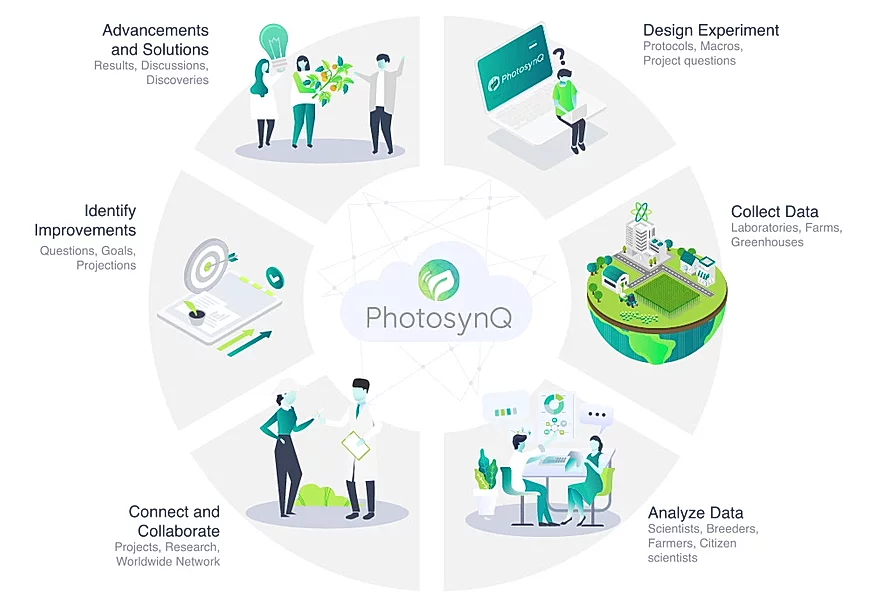 Advancements
and Solutions
Results, Discussions,
Discoveries
Design Experiment
Protocols, Macros,
Project questions
PhotosynQ
?
Identify
Improvements
Questions, Goals,
Projections
Collect Data
Laboratories, Farms,
Greenhouses
PhotosynQ
Connect and
Collaborate
Projects, Research,
Worldwide Network
Analyze Data
Scientists, Breeders,
Farmers, Citizen
scientists